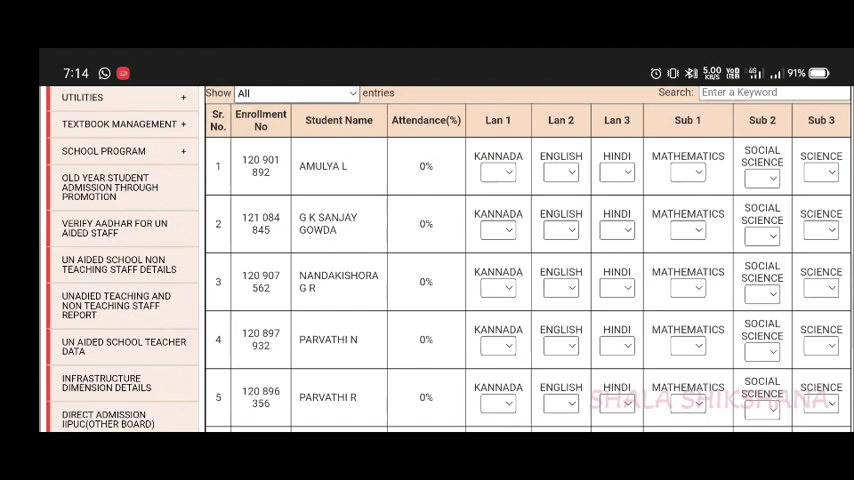 7:14
5.00
KB/S
VoD
LTE
4G
91%
UTILITIES +
TEXTBOOK MANAGEMENT +
SCHOOL PROGRAM +
OLD YEAR STUDENT
ADMISSION THROUGH
PROMOTION
VERIFY AADHAR FOR UN
AIDED STAFF
UN AIDED SCHOOL NON
TEACHING STAFF DETAILS
UNADIED TEACHING AND
NON TEACHING STAFF
REPORT
UN AIDED SCHOOL TEACHER
DATA
INFRASTRUCTURE
DIMENSION DETAILS
DIRECT ADMISSION
IIPUC(OTHER BOARD)
Show All entries Search: Enter a Keyword
Sr. No. Enrollment No Student Name Attendance(%) Lan 1 Lan 2 Lan 3 Sub 1 Sub 2 Sub 3
1 120 901 892 AMULYA L 0% KANNADA ENGLISH HINDI MATHEMATICS SOCIAL SCIENCE SCIENCE
2 121 084 845 G K SANJAY GOWDA 0% KANNADA ENGLISH HINDI MATHEMATICS SOCIAL SCIENCE SCIENCE
3 120 907 562 NANDAKISHORA G R 0% KANNADA ENGLISH HINDI MATHEMATICS SOCIAL SCIENCE SCIENCE
4 120 897 932 PARVATHI N 0% KANNADA ENGLISH HINDI MATHEMATICS SOCIAL SCIENCE SCIENCE
5 120 896 356 PARVATHI R 0% KANNADA ENGLISH HINDI MATHEMATICS SOCIAL SCIENCE SCIENCE
SHALA SHIKSHANA